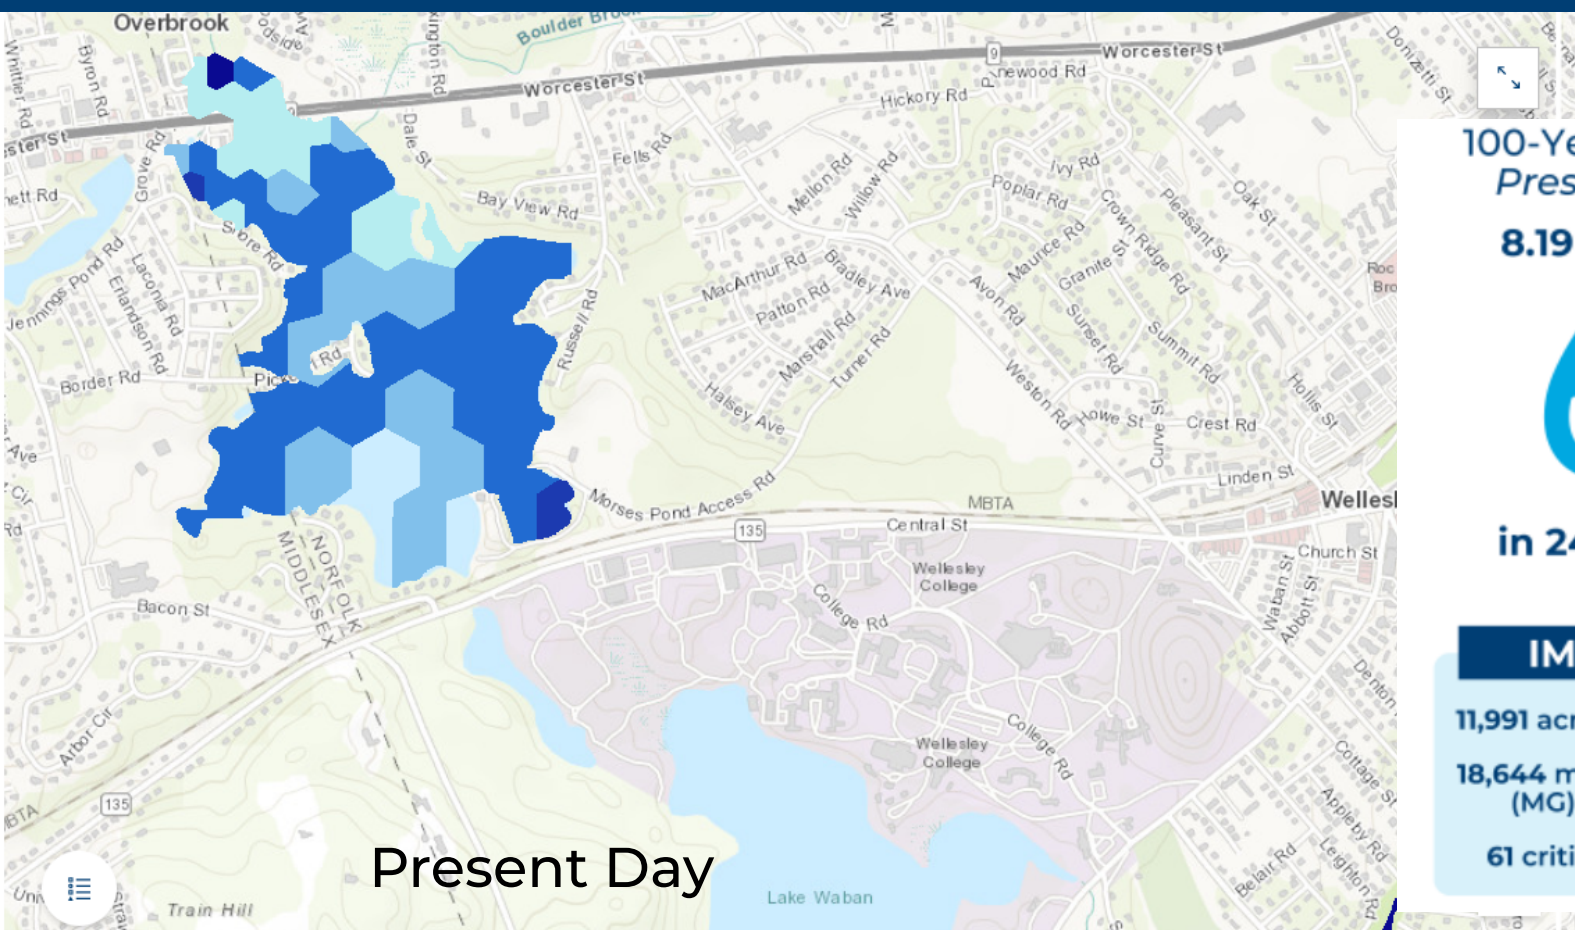 Overbrook
Boulder Brook
Worcester St
9
Worcester St
Pinewood Rd
Hickory Rd
Donizetti St
Whittier Rd
Byron Rd
Dale St
Fells Rd
Grove Rd
Mellon Rd
Willow Rd
Ivy Rd
Poplar Rd
Oak St
Pleasant St
Crown Ridge Rd
Bay View Rd
Shore Rd
Maurice Rd
Granite St
MacArthur Rd
Bradley Ave
Avon Rd
Jennings Pond Rd
Laconia Rd
Erlandson Rd
Patton Rd
Marshall Rd
Turner Rd
Sunset Rd
Summit Rd
Russell Rd
Border Rd
Halsey Ave
Weston Rd
Hollis St
Howe St
Curve St
Crest Rd
Linden St
Morses Pond Access Rd
MBTA
135
Central St
Church St
MIDDLESEX
NORFOLK
Wellesley
College
Waban St
Abbott St
Bacon St
College Rd
Arbor Cir
Wellesley
College
College Rd
Cottage St
Appleby Rd
Leighton Rd
Belair Rd
135
Present Day
Lake Waban
Train Hill
8.19
in 24
11,991
18,644
(MG)
61